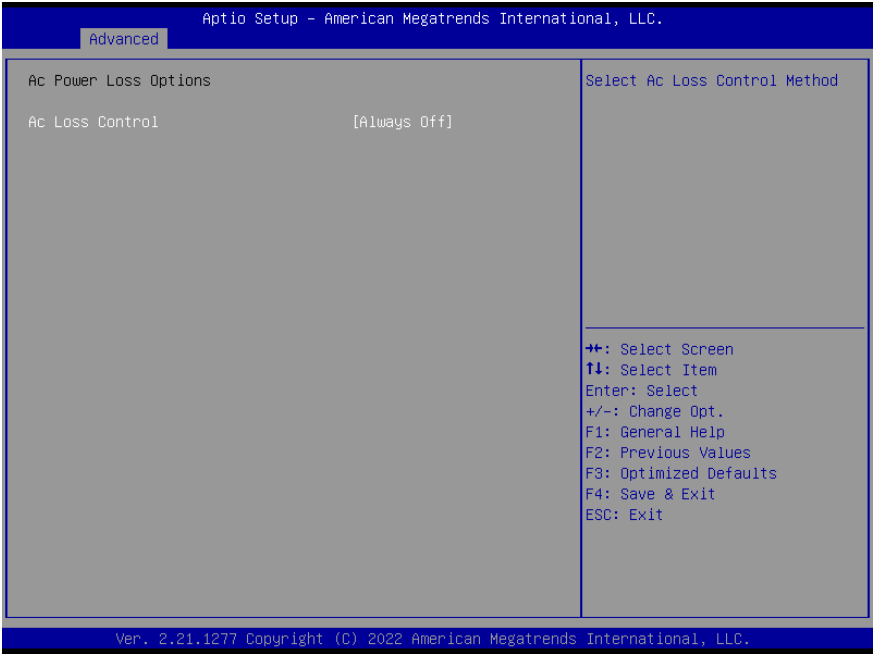 Aptio Setup – American Megatrends International, LLC.
Advanced
Ac Power Loss Options
Ac Loss Control [Always Off]
Select Ac Loss Control Method
→←: Select Screen
↑↓: Select Item
Enter: Select
+/-: Change Opt.
F1: General Help
F2: Previous Values
F3: Optimized Defaults
F4: Save & Exit
ESC: Exit
Ver. 2.21.1277 Copyright (C) 2022 American Megatrends International, LLC.